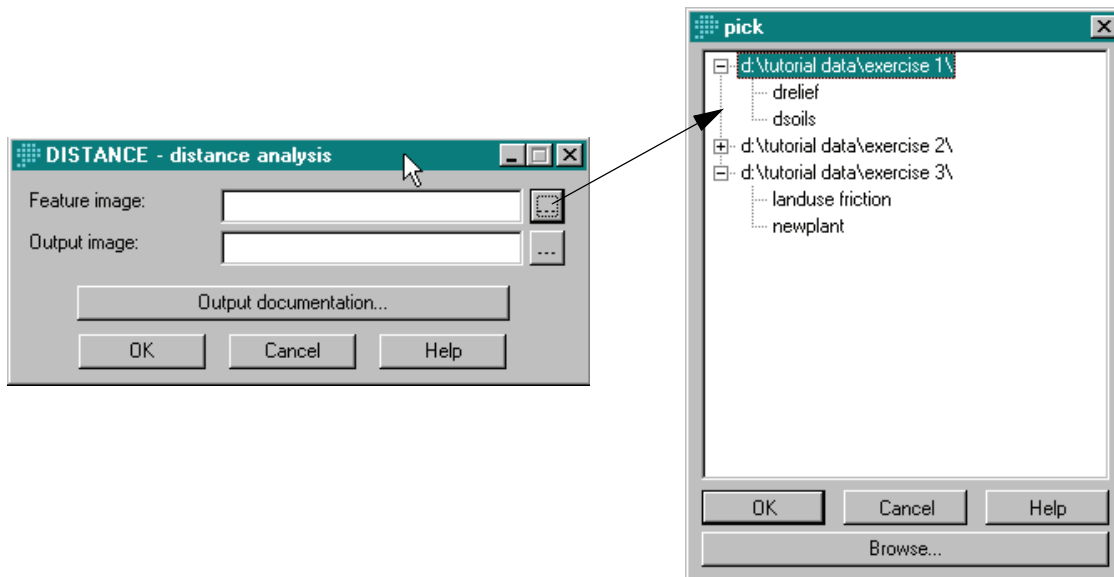 DISTANCE - distance analysis
Feature image:
...
Output image:
...
Output documentation...
OK
Cancel
Help
pick
d:\tutorial data\exercise 1\
drelief
dsoils
d:\tutorial data\exercise 2\
d:\tutorial data\exercise 3\
landuse friction
newplant
OK
Cancel
Help
Browse...